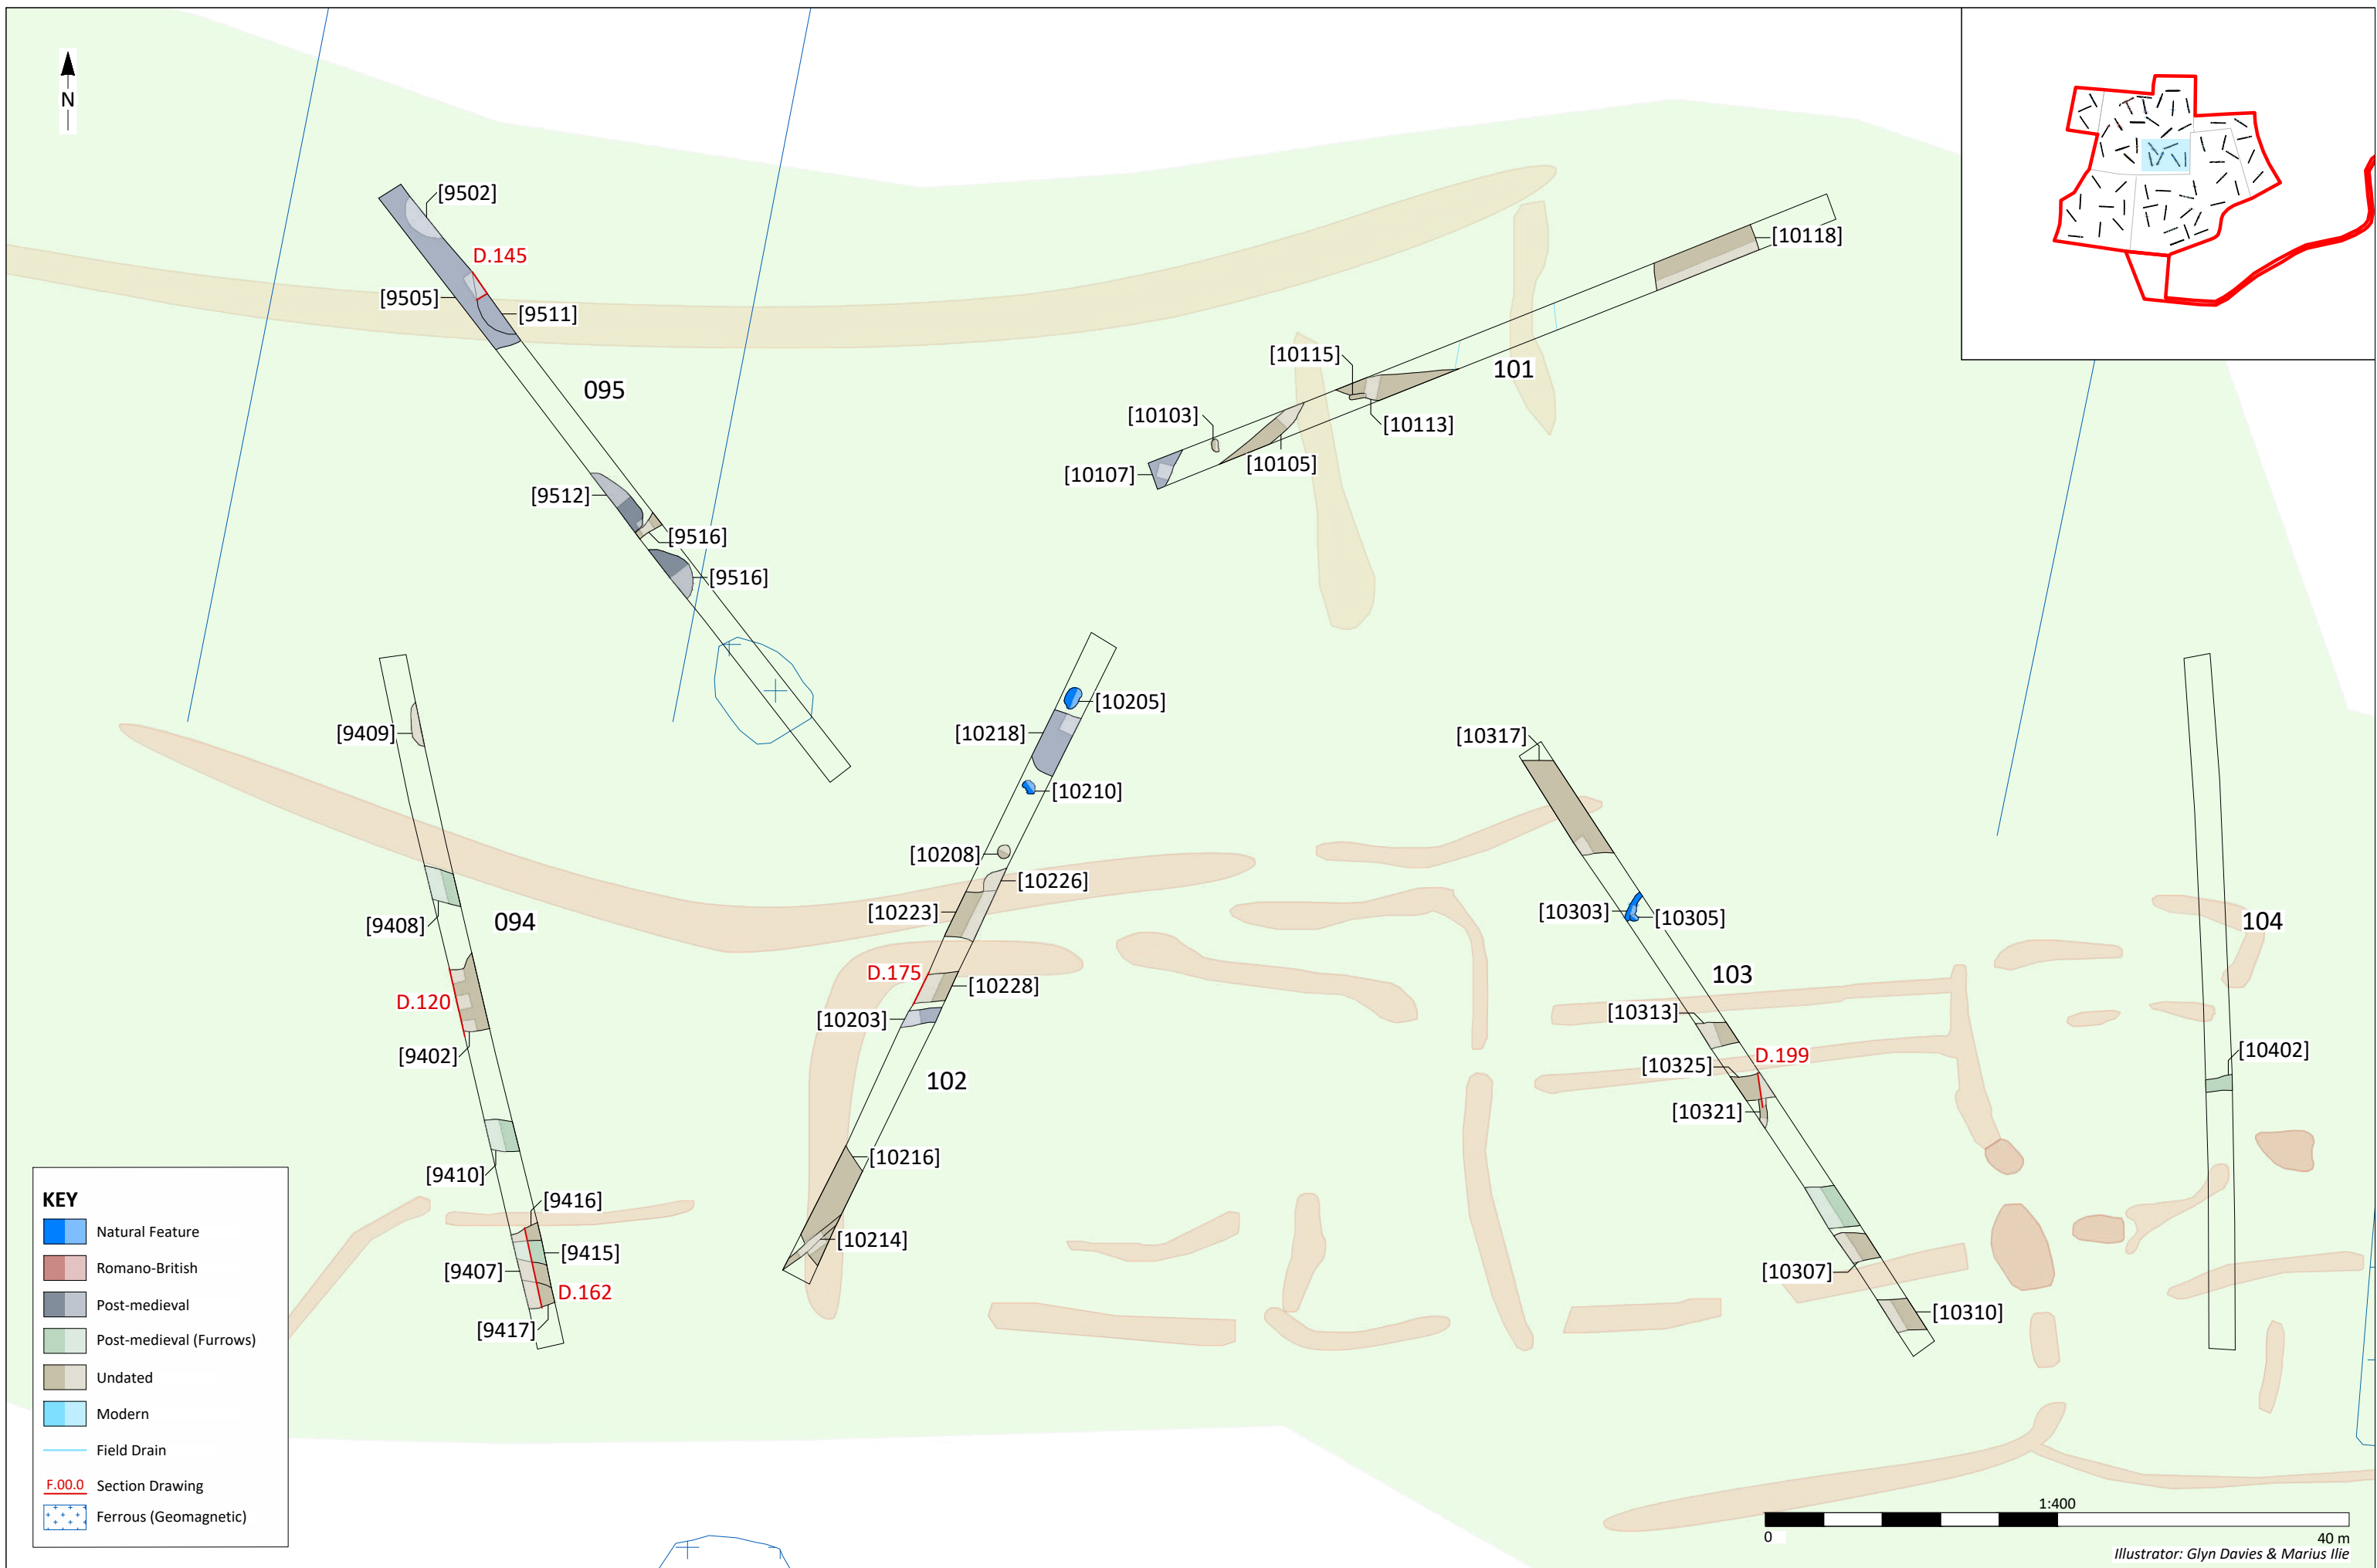 N
[9502]
D.145
[9505]
[9511]
095
[9512]
[9516]
[9516]
[10118]
[10115]
101
[10103]
[10113]
[10107]
[10105]
[9409]
[9408]
094
D.120
[9402]
[9410]
[9416]
[9415]
[9407]
D.162
[9417]
[10205]
[10218]
[10210]
[10208]
[10226]
[10223]
D.175
[10228]
[10203]
102
[10216]
[10214]
[10317]
[10303]
[10305]
103
[10313]
D.199
[10325]
[10321]
[10307]
[10310]
104
[10402]
KEY
Natural Feature
Romano-British
Post-medieval
Post-medieval (Furrows)
Undated
Modern
Field Drain
F.00.0 Section Drawing
Ferrous (Geomagnetic)
1:400
0 40 m
Illustrator: Glyn Davies & Marius Ilie